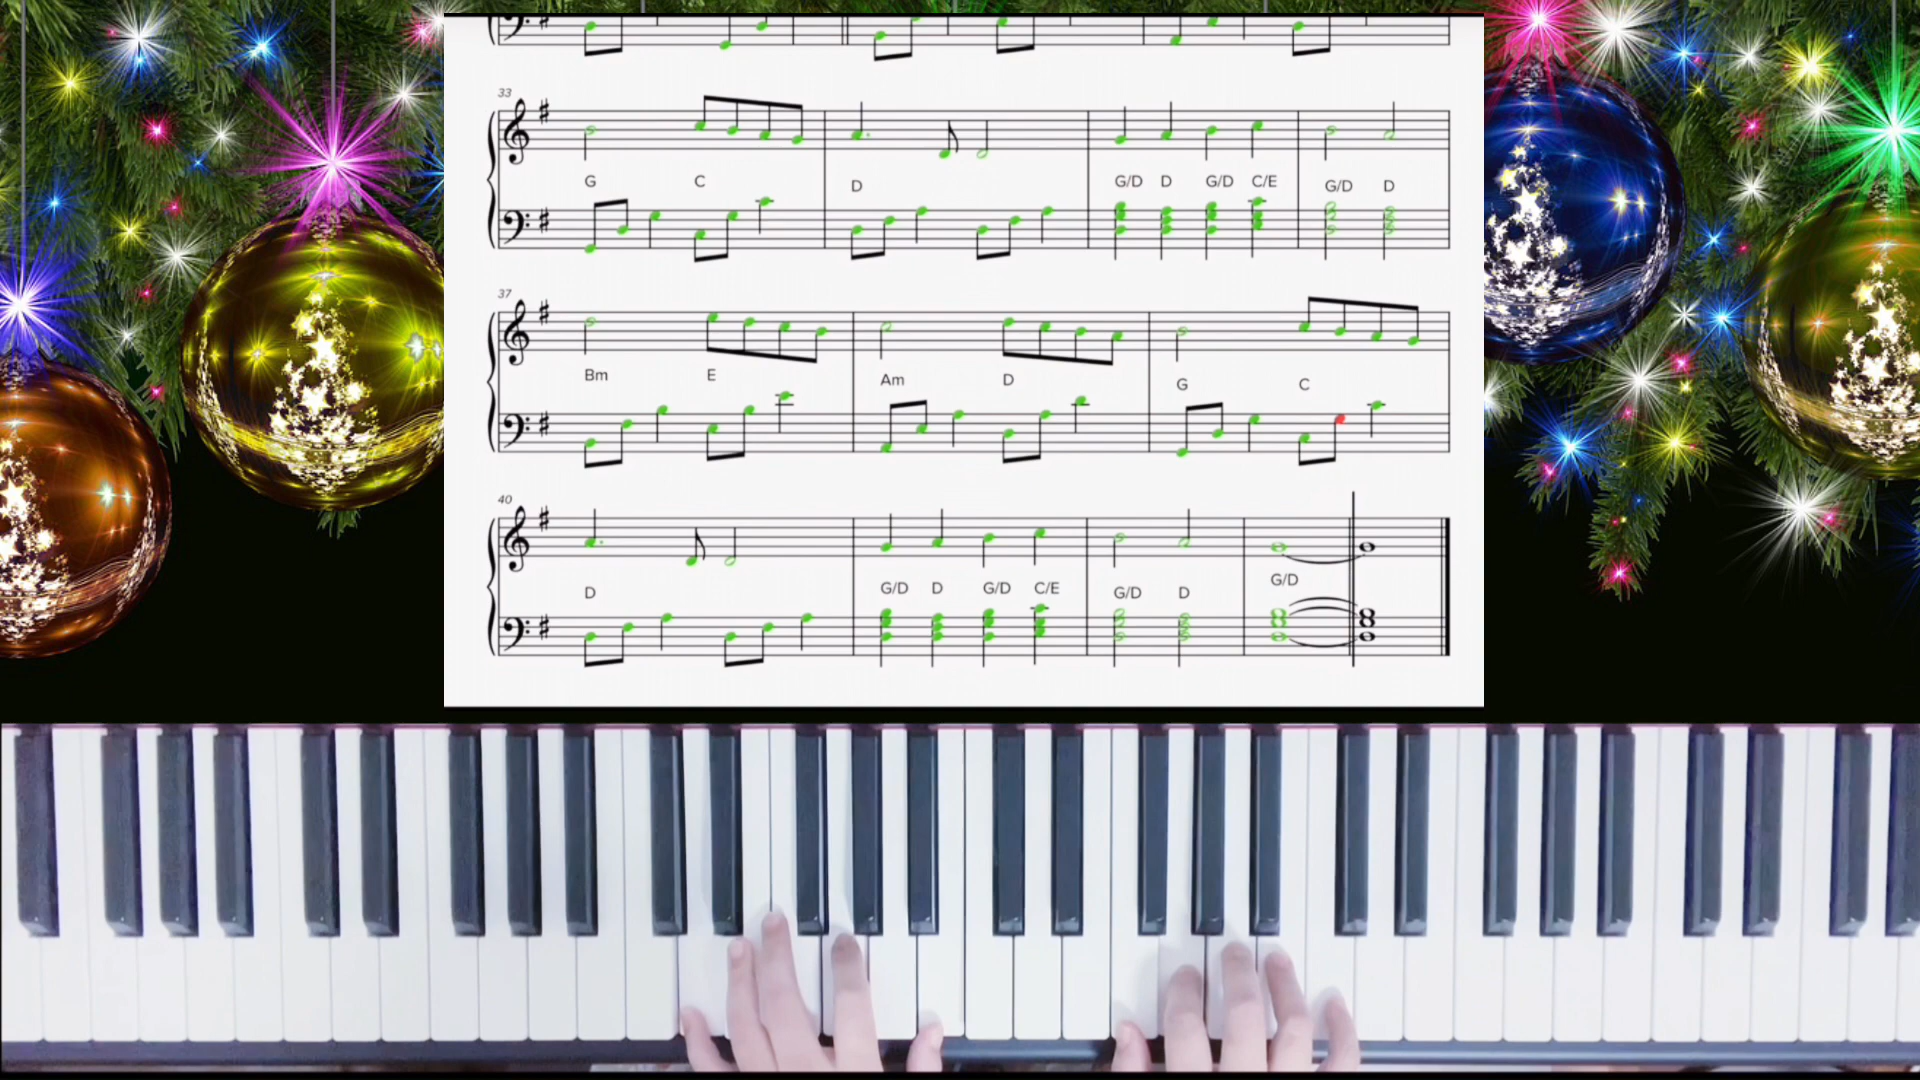 33
G C D G/D D G/D C/E G/D D
37
Bm E Am D G C
40
D G/D D G/D C/E G/D D G/D